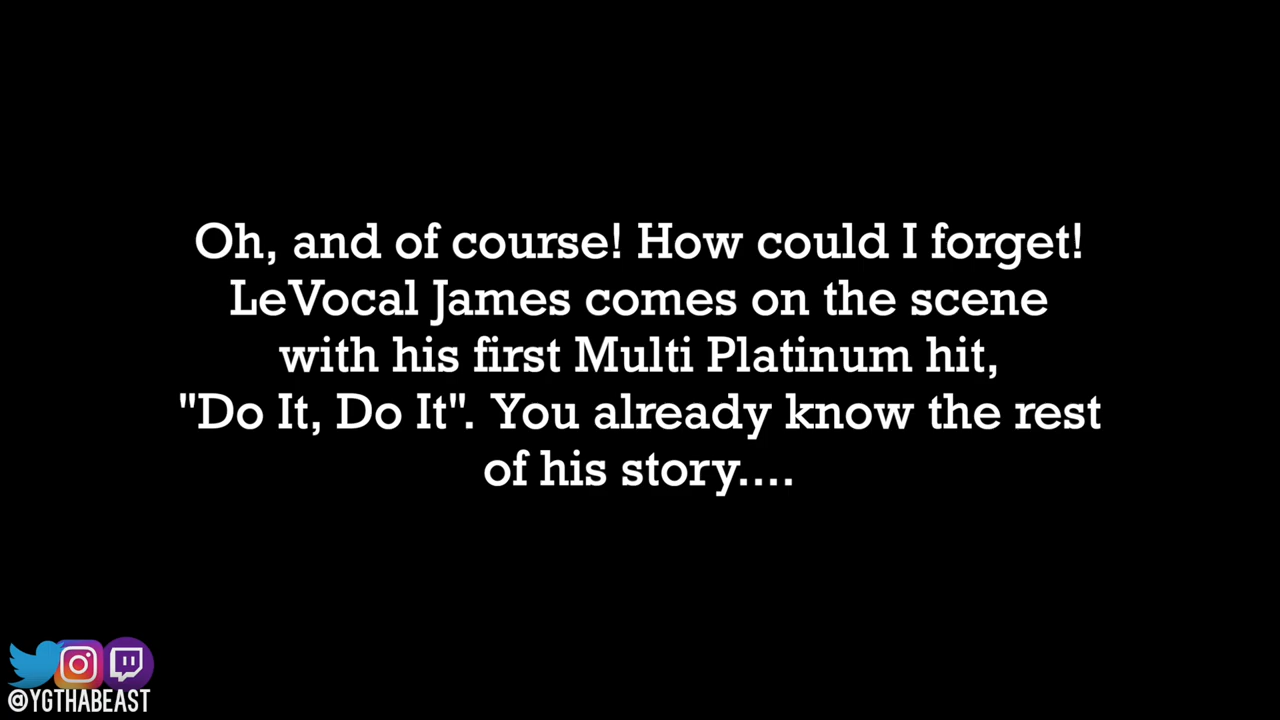 Oh, and of course! How could I forget!
LeVocal James comes on the scene
with his first Multi Platinum hit,
"Do It, Do It". You already know the rest
of his story....
@YGTHABEAST